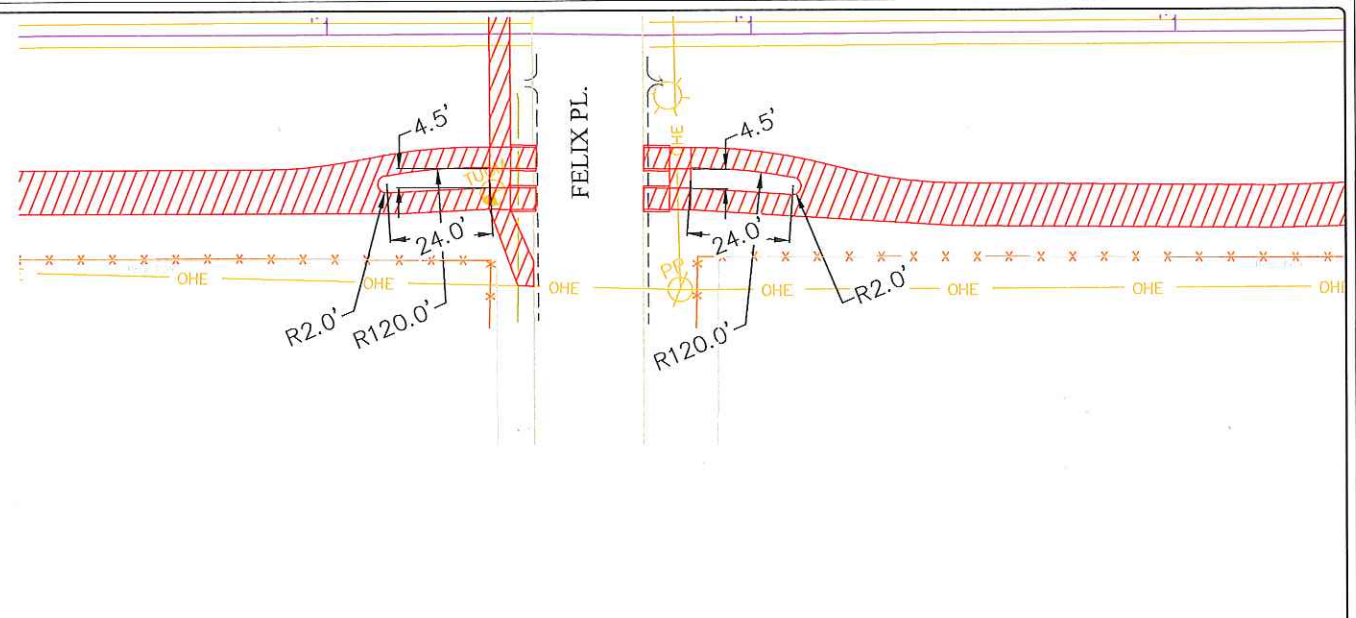 4.5'
FELIX PL.
OHE
4.5'
24.0'
24.0'
PP
OHE
OHE
OHE
OHE
OHE
OHE
R2.0'
R120.0'
R2.0'
R120.0'